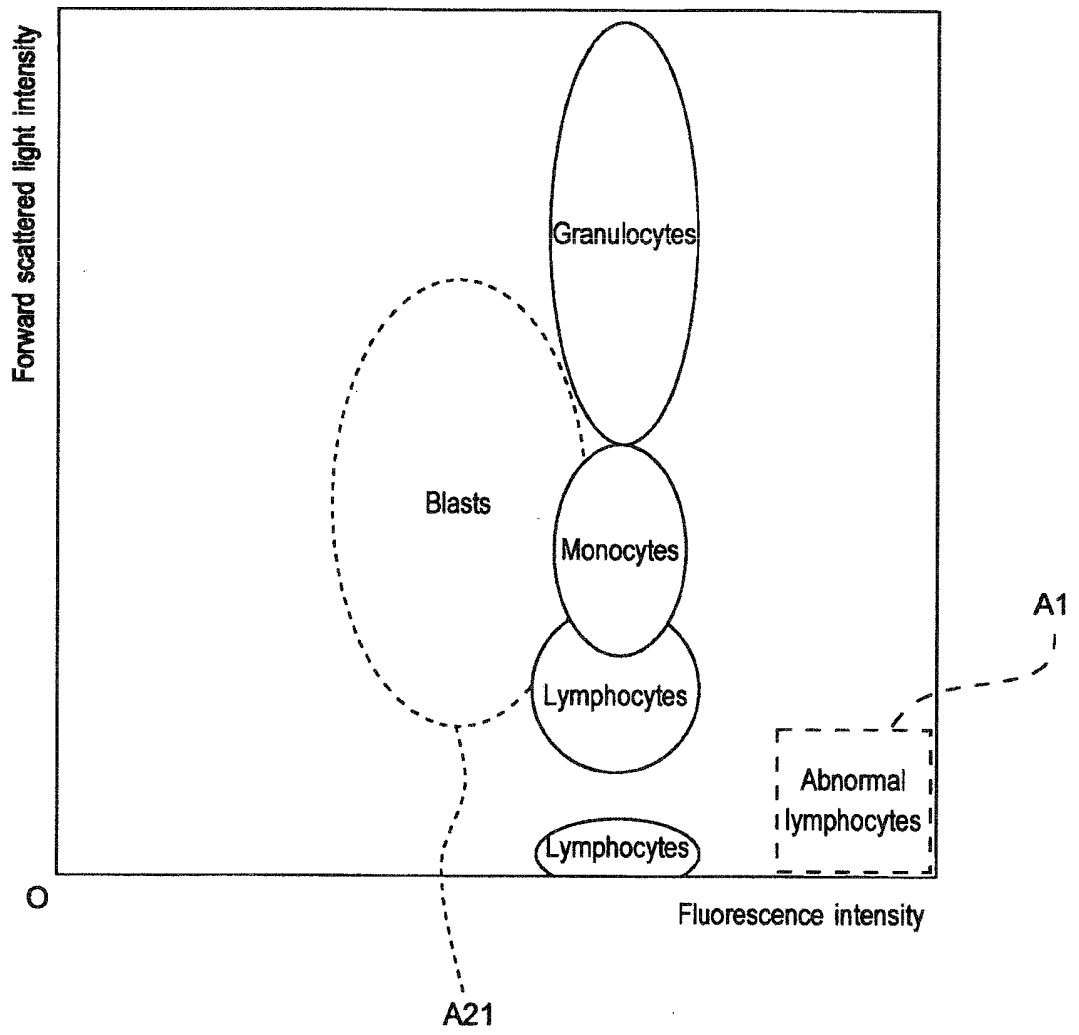 Forward scattered light intensity
Granulocytes
Blasts
Monocytes
A1
Lymphocytes
Abnormal
lymphocytes
Lymphocytes
O
Fluorescence intensity
A21